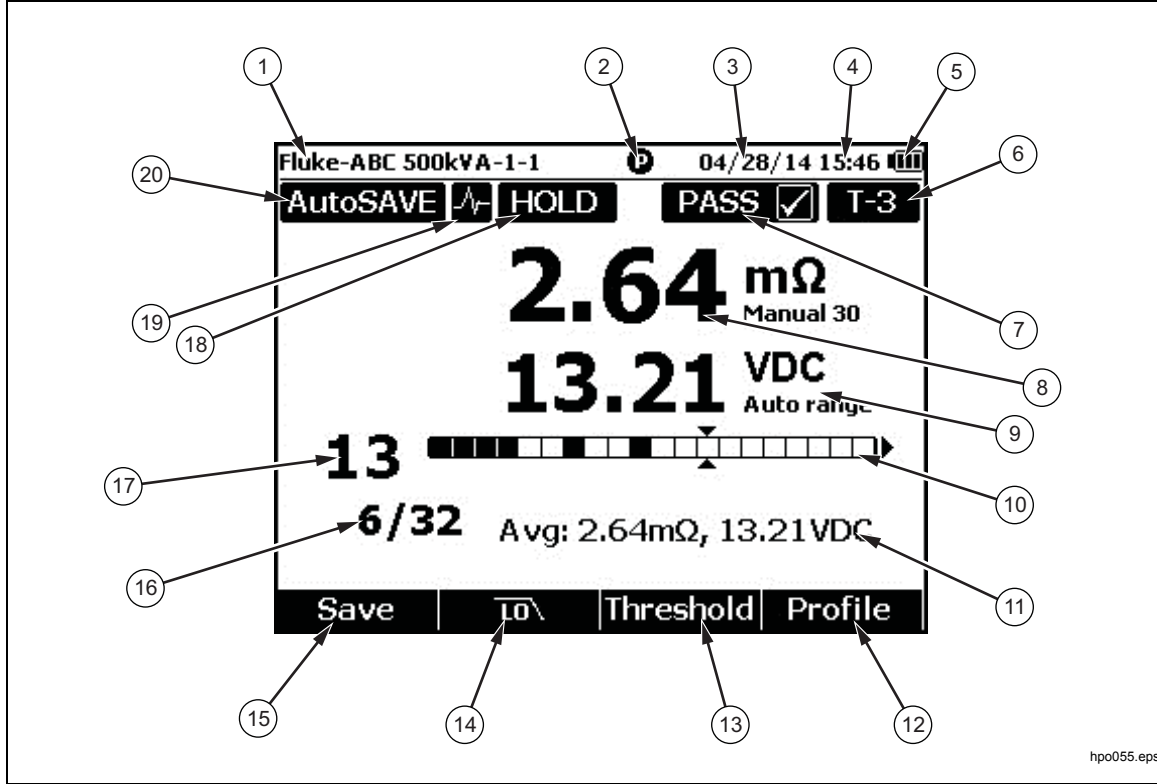 1 2 3 4 5
Fluke-ABC 500kVA-1-1 P 04/28/14 15:46
6
20 AutoSAVE HOLD PASS T-3
2.64 mΩ
Manual 30
19
18
7
13.21 VDC
Auto range
8
9
17 13
10
6/32 Avg: 2.64mΩ, 13.21VDC
16
11
Save LO Threshold Profile
15 14 13 12
hpo055.eps